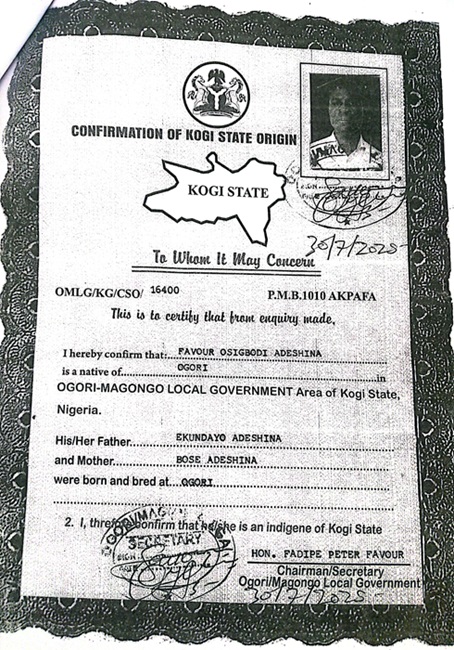 CONFIRMATION OF KOGI STATE ORIGIN
KOGI STATE
30/7/2025
To Whom It May Concern
OMLG/KG/CSO/ 16400 P.M.B.1010 AKPAFA
This is to certify that from enquiry made,
I hereby confirm that: FAVOUR OSIGBODI ADESHINA
is a native of OGORI in
OGORI-MAGONGO LOCAL GOVERNMENT Area of Kogi State,
Nigeria.
His/Her Father EKUNDAYO ADESHINA
and Mother BOSE ADESHINA
were born and bred at OGORI
2. I, therefore confirm that he/she is an indigene of Kogi State
SECRETARY
HON. FADIPE PETER FAVOUR
Chairman/Secretary
Ogori/Magongo Local Government
30/7/2025